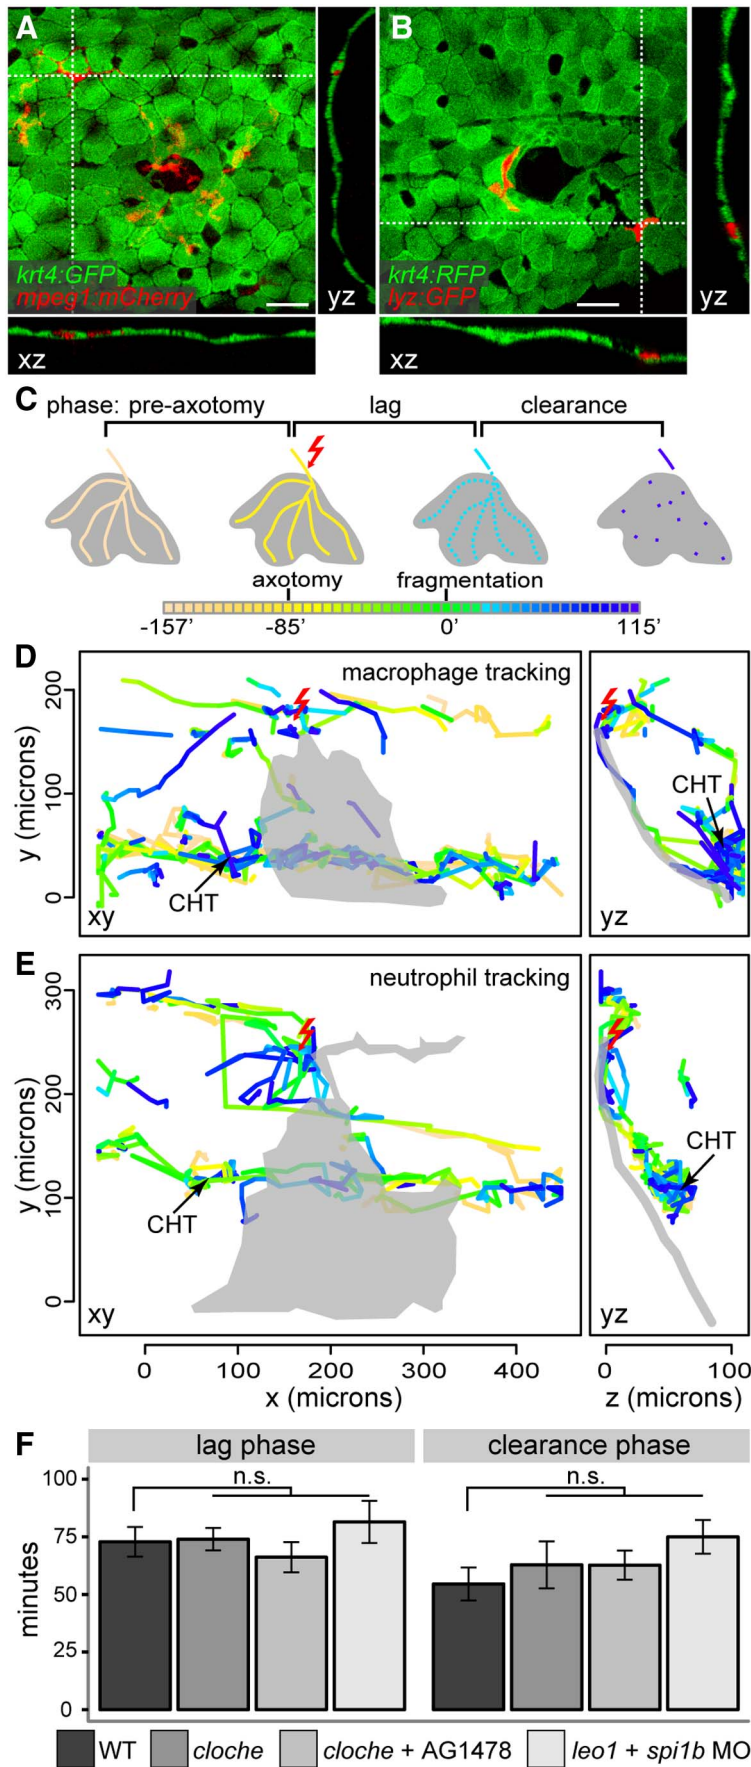 A
krt4:GFP
mpeg1:mCherry
yz
xz
B
krt4:RFP
lyz:GFP
yz
xz
C
phase: pre-axotomy lag clearance
axotomy fragmentation
-157’ -85’ 0’ 115’
D
macrophage tracking
y (microns)
200
100
0
CHT
xy
CHT
yz
E
neutrophil tracking
y (microns)
300
200
100
0
CHT
xy
CHT
yz
0 100 200 300 400
x (microns)
0 100
z (microns)
F
lag phase clearance phase
minutes
100
75
50
25
0
n.s. n.s.
WT cloche cloche + AG1478 leo1 + spi1b MO